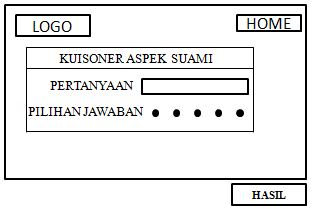 LOGO
HOME
KUISONER ASPEK SUAMI
PERTANYAAN
PILIHAN JAWABAN
HASIL